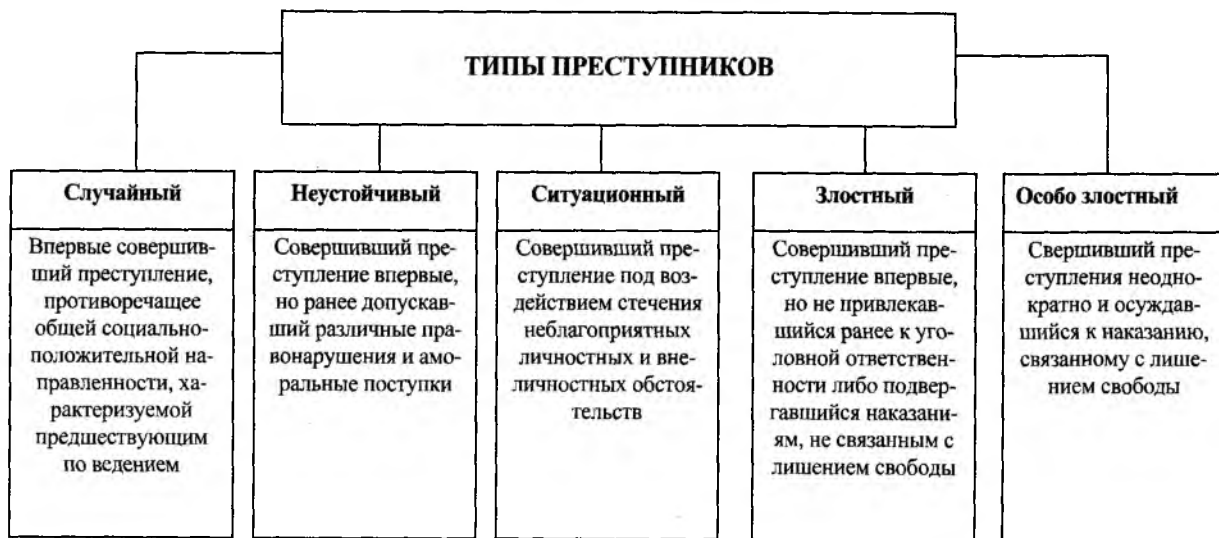 ТИПЫ ПРЕСТУПНИКОВ
Случайный
Впервые совершив-
ший преступление,
противоречащее
общей социально-
положительной на-
правленности, ха-
рактеризуемой
предшествующим
по ведением
Неустойчивый
Совершивший пре-
ступление впервые,
но ранее допускав-
ший различные пра-
вонарушения и амо-
ральные поступки
Ситуационный
Совершивший пре-
ступление под воз-
действием стечения
неблагоприятных
личностных и вне-
личностных обстоя-
тельств
Злостный
Совершивший пре-
ступление впервые,
но не привлекав-
шийся ранее к уго-
ловной ответствен-
ности либо подвер-
гавшийся наказани-
ям, не связанным с
лишением свободы
Особо злостный
Свершивший пре-
ступления неодно-
кратно и осуждав-
шийся к наказанию,
связанному с лише-
нием свободы